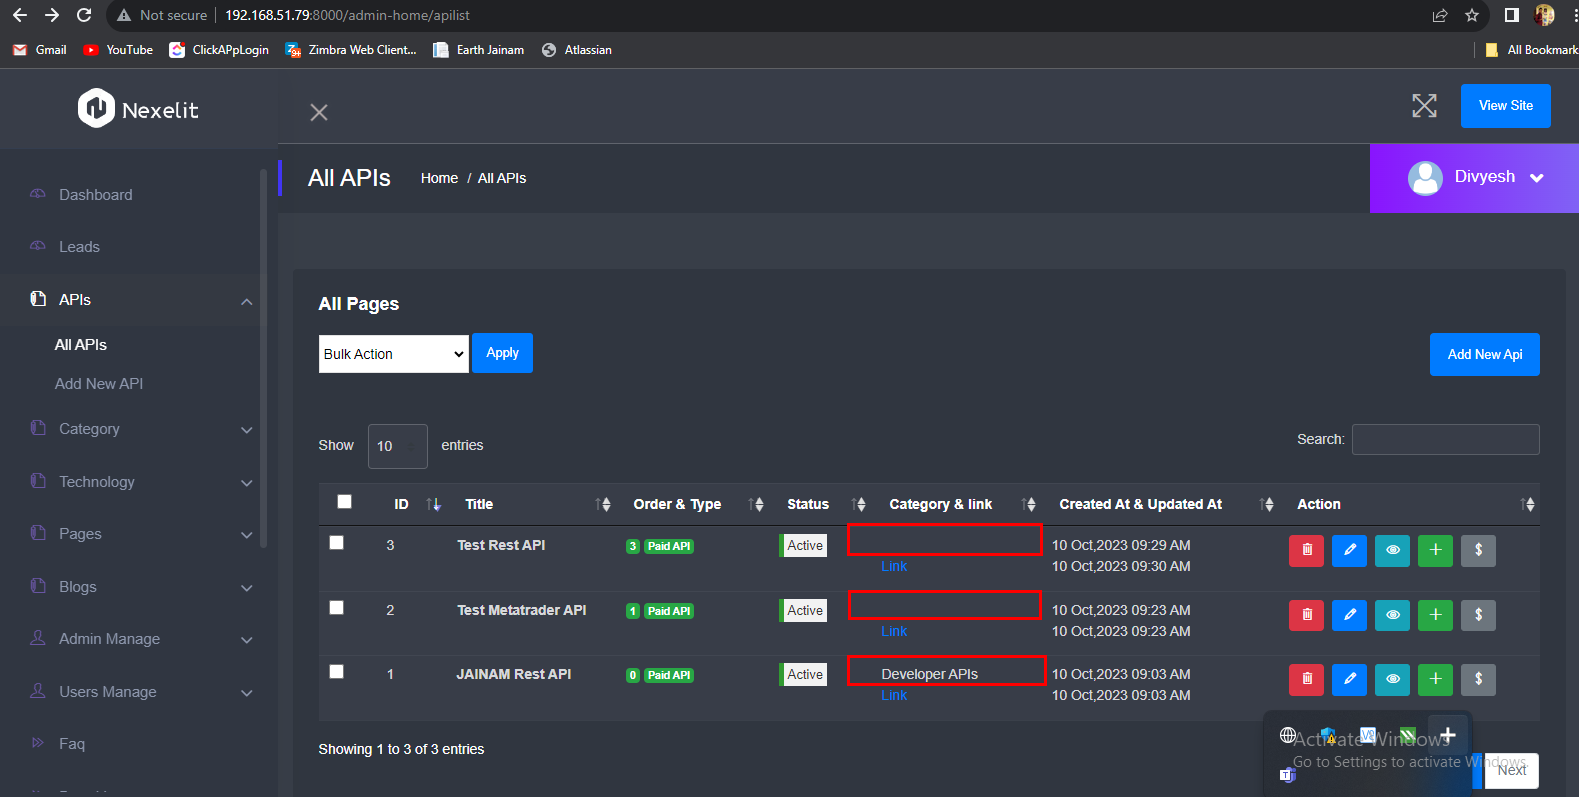 Not secure 192.168.51.79:8000/admin-home/apilist
Gmail YouTube ClickAPpLogin Zimbra Web Client... Earth Jainam Atlassian All Bookmark
Nexelit
View Site
All APIs Home / All APIs
Divyesh
Dashboard
Leads
APIs
All APIs
Add New API
Category
Technology
Pages
Blogs
Admin Manage
Users Manage
Faq
All Pages
Bulk Action Apply Add New Api
Show 10 entries Search:
ID Title Order & Type Status Category & link Created At & Updated At Action
3 Test Rest API 3 Paid API Active 10 Oct,2023 09:29 AM $
Link 10 Oct,2023 09:30 AM
2 Test Metatrader API 1 Paid API Active 10 Oct,2023 09:23 AM $
Link 10 Oct,2023 09:23 AM
1 JAINAM Rest API 0 Paid API Active Developer APIs 10 Oct,2023 09:03 AM $
Link 10 Oct,2023 09:03 AM
Showing 1 to 3 of 3 entries
Activate Windows
Go to Settings to activate Windows.
Next